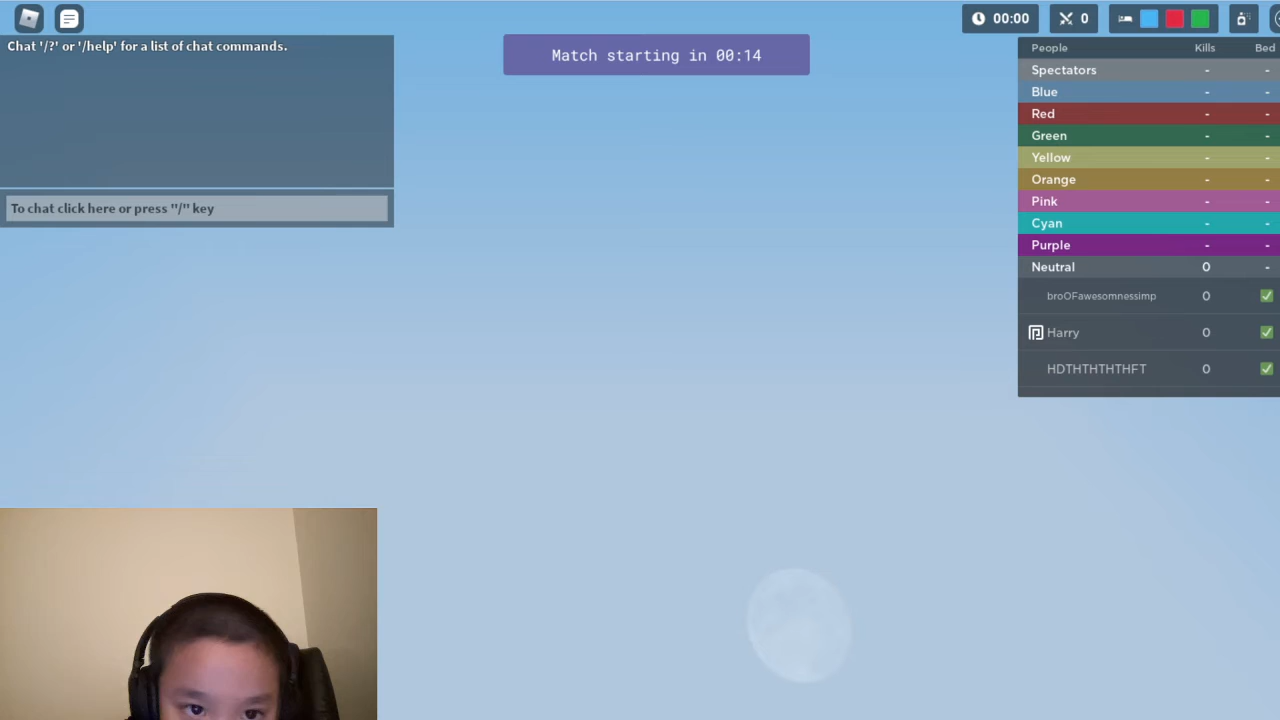 00:00
0
Chat '/?' or '/help' for a list of chat commands.
Match starting in 00:14
To chat click here or press "/" key
People Kills Bed
Spectators - -
Blue - -
Red - -
Green - -
Yellow - -
Orange - -
Pink - -
Cyan - -
Purple - -
Neutral 0 -
broOFawesomnessimp 0
Harry 0
HDTHTHTHTHFT 0